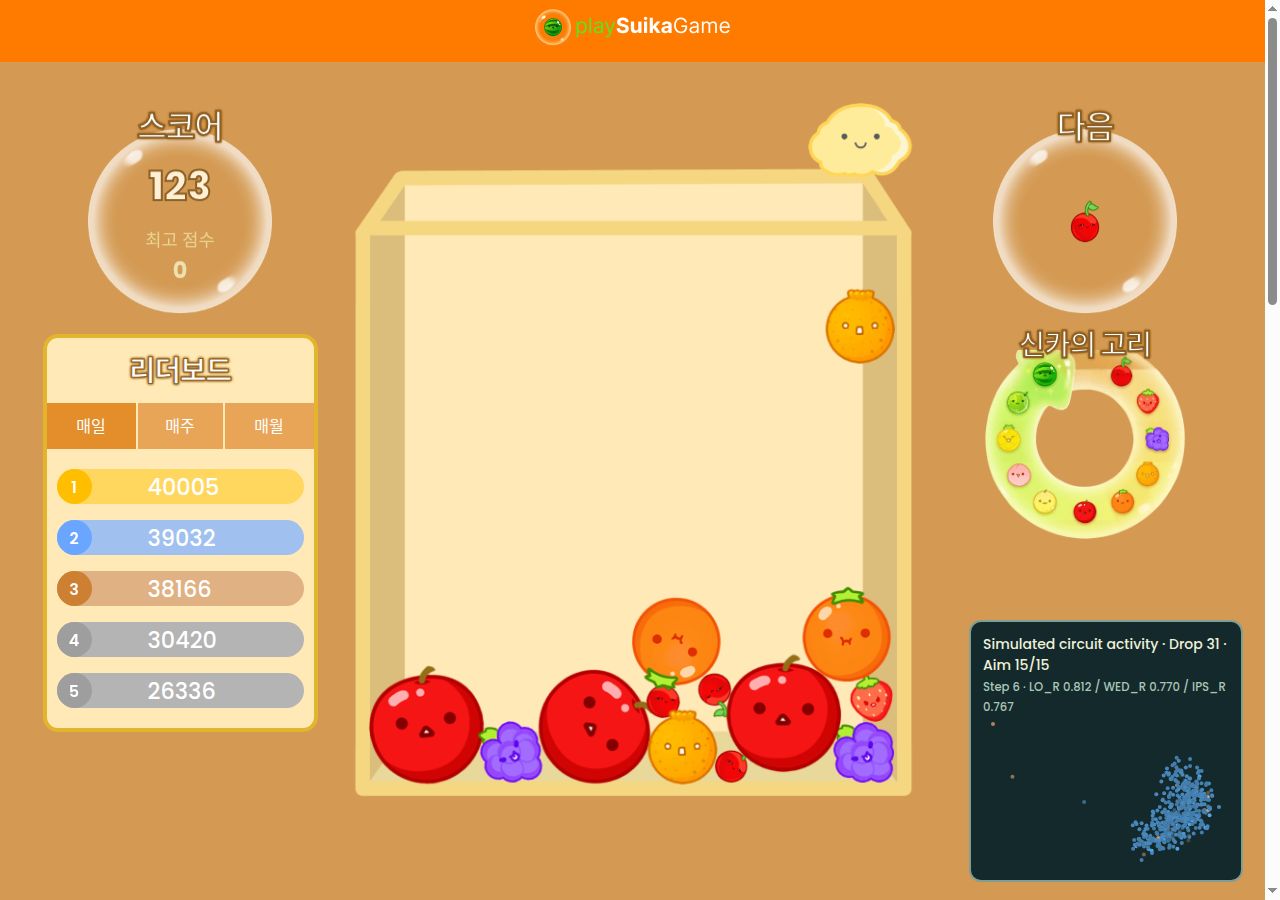 playSuikaGame
스코어
123
최고 점수
0
리더보드
매일 매주 매월
1 40005
2 39032
3 38166
4 30420
5 26336
다음
신카의 고리
Simulated circuit activity · Drop 31 ·
Aim 15/15
Step 6 · LO_R 0.812 / WED_R 0.770 / IPS_R
0.767